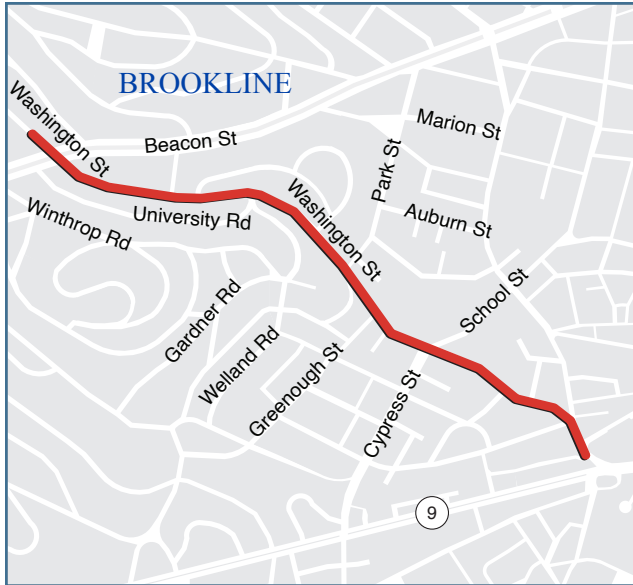 BROOKLINE
Washington St
Beacon St
Marion St
Park St
Washington St
University Rd
Winthrop Rd
Auburn St
School St
Gardner Rd
Welland Rd
Greenough St
Cypress St
9